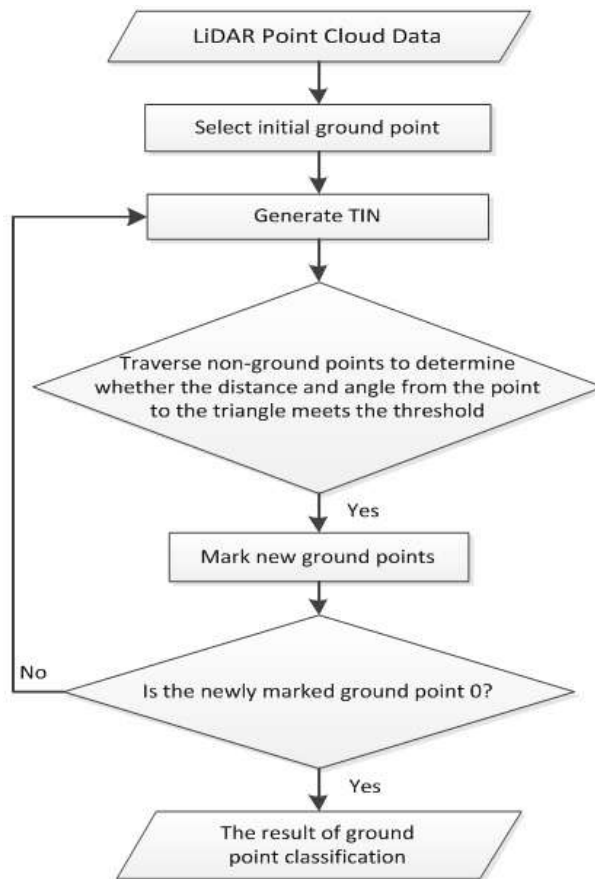 LiDAR Point Cloud Data
Select initial ground point
Generate TIN
Traverse non-ground points to determine
whether the distance and angle from the point
to the triangle meets the threshold
Yes
Mark new ground points
No
Is the newly marked ground point 0?
Yes
The result of ground
point classification